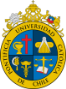 PONTIFICIA UNIVERSIDAD CATOLICA
DE CHILE